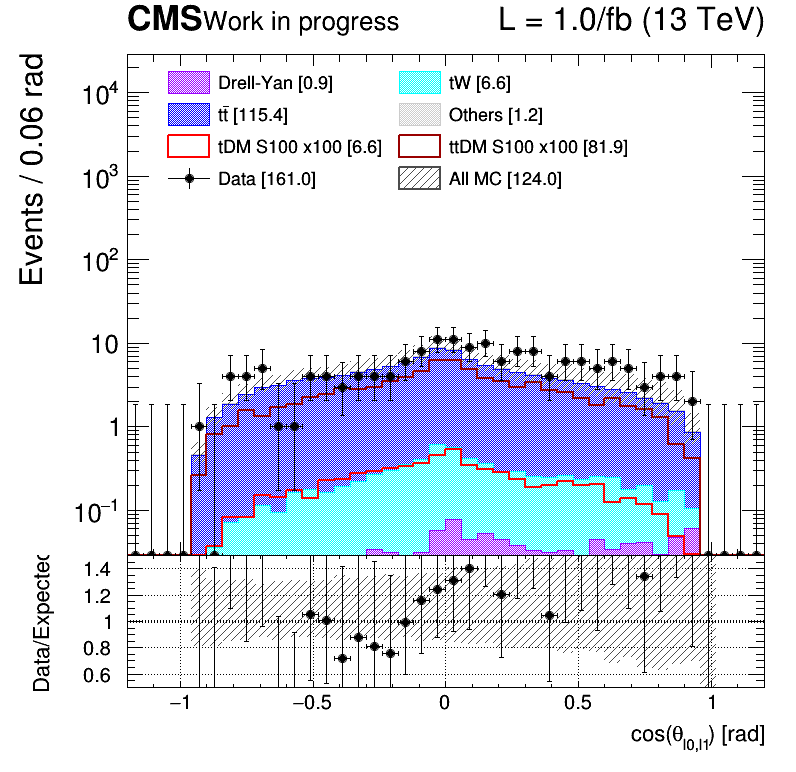 CMS Work in progress L = 1.0/fb (13 TeV)
Events / 0.06 rad
Drell-Yan [0.9] tW [6.6]
tt̄ [115.4] Others [1.2]
tDM S100 x100 [6.6] ttDM S100 x100 [81.9]
Data [161.0] All MC [124.0]
10⁴
10³
10²
10
1
10⁻¹
Data/Expected
1.4
1.2
1
0.8
0.6
−1 −0.5 0 0.5 1
cos(θ_l0,l1) [rad]